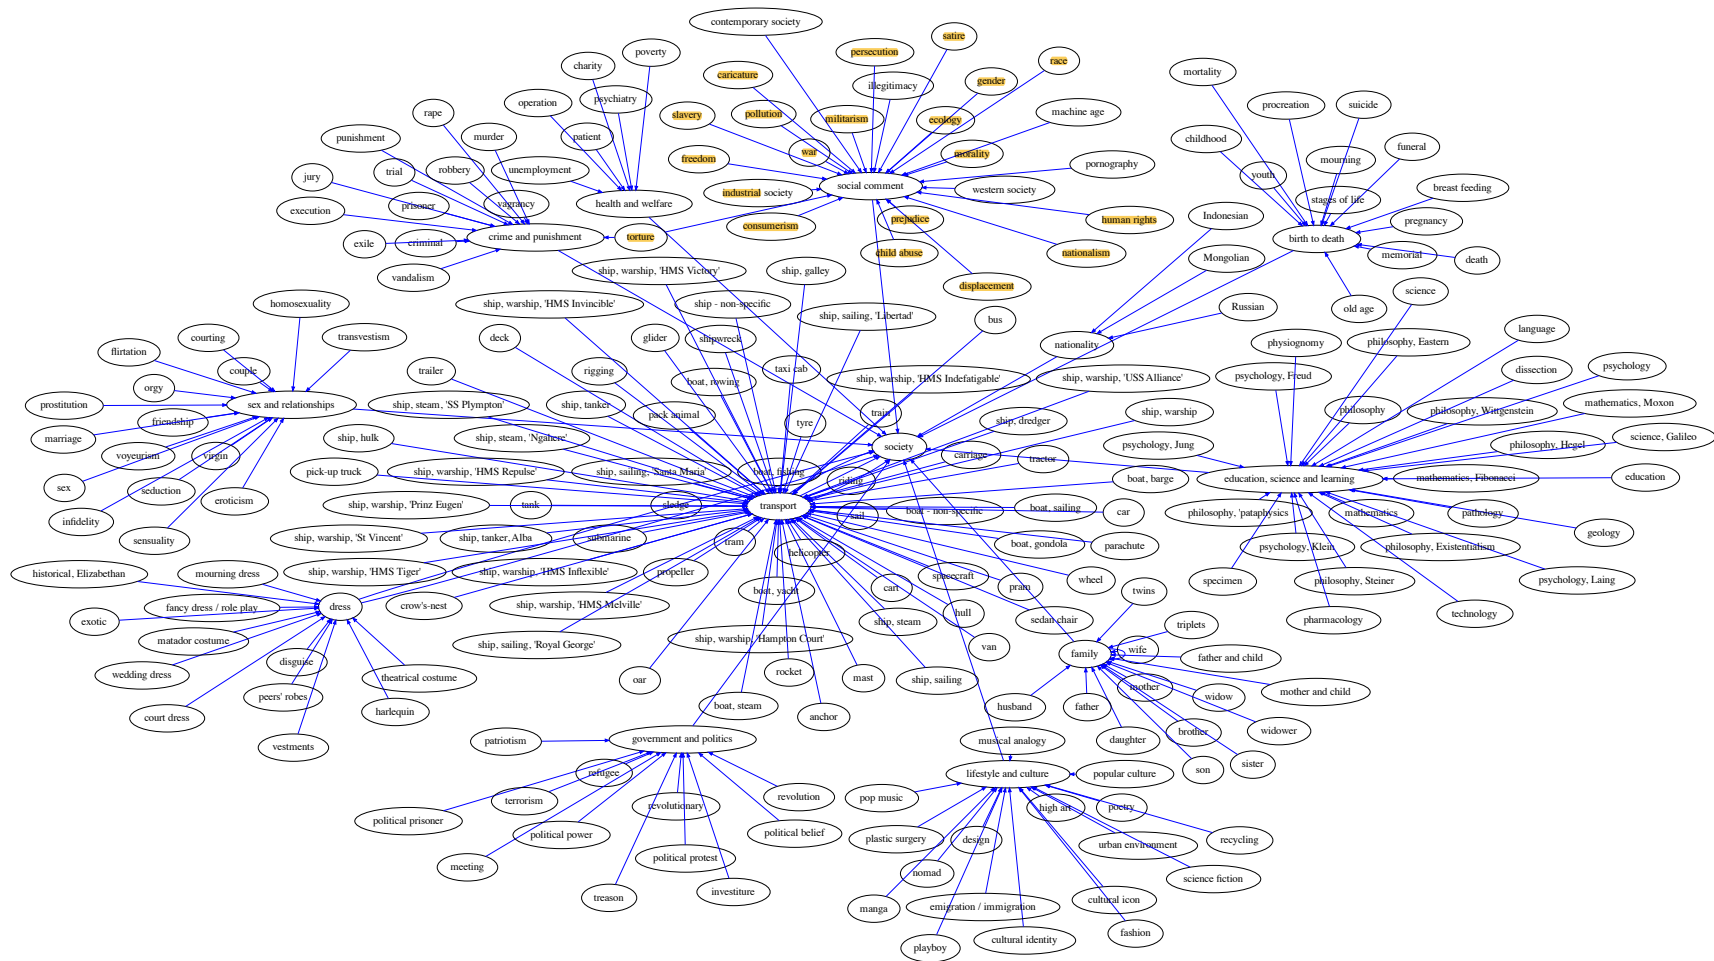 contemporary society
satire
persecution
poverty
race
charity
caricature
gender
mortality
illegitimacy
operation
psychiatry
procreation
suicide
rape
slavery
pollution
militarism
ecology
machine age
punishment
murder
patient
childhood
funeral
war
morality
mourning
trial
robbery
unemployment
freedom
pornography
jury
youth
social comment
western society
breast feeding
industrial society
stages of life
prisoner
vagrancy
health and welfare
execution
Indonesian
prejudice
human rights
pregnancy
consumerism
crime and punishment
torture
birth to death
exile
criminal
child abuse
nationalism
memorial
death
Mongolian
vandalism
ship, warship, 'HMS Victory'
ship, galley
displacement
science
homosexuality
ship, warship, 'HMS Invincible'
ship - non-specific
Russian
old age
ship, sailing, 'Libertad'
bus
language
courting
transvestism
deck
glider
shipwreck
nationality
physiognomy
philosophy, Eastern
flirtation
couple
trailer
rigging
taxi cab
psychology
dissection
orgy
boat, rowing
ship, warship, 'HMS Indefatigable'
ship, warship, 'USS Alliance'
psychology, Freud
prostitution
sex and relationships
ship, steam, 'SS Plympton'
ship, tanker
mathematics, Moxon
friendship
pack animal
train
ship, warship
philosophy
philosophy, Wittgenstein
tyre
ship, dredger
marriage
ship, hulk
ship, steam, 'Ngahere'
society
psychology, Jung
philosophy, Hegel
science, Galileo
voyeurism
virgin
carriage
tractor
pick-up truck
ship, warship, 'HMS Repulse'
ship, sailing, 'Santa Maria'
boat, fishing
riding
boat, barge
education, science and learning
mathematics, Fibonacci
education
sex
seduction
eroticism
ship, warship, 'Prinz Eugen'
tank
sledge
transport
sail
boat - non-specific
boat, sailing
car
philosophy, 'pataphysics
mathematics
pathology
infidelity
geology
sensuality
ship, warship, 'St Vincent'
ship, tanker, Alba
submarine
tram
helicopter
boat, gondola
parachute
psychology, Klein
philosophy, Existentialism
historical, Elizabethan
mourning dress
ship, warship, 'HMS Tiger'
ship, warship, 'HMS Inflexible'
propeller
spacecraft
wheel
specimen
philosophy, Steiner
psychology, Laing
boat, yacht
cart
pram
twins
fancy dress / role play
dress
crow's-nest
ship, warship, 'HMS Melville'
hull
technology
exotic
ship, steam
sedan chair
pharmacology
triplets
matador costume
ship, sailing, 'Royal George'
ship, warship, 'Hampton Court'
van
family
wife
father and child
disguise
wedding dress
theatrical costume
oar
rocket
mast
ship, sailing
mother
widow
mother and child
peers' robes
court dress
harlequin
boat, steam
anchor
husband
father
vestments
brother
widower
patriotism
government and politics
musical analogy
daughter
sister
son
refugee
lifestyle and culture
popular culture
terrorism
revolutionary
revolution
pop music
high art
poetry
political prisoner
political power
political belief
plastic surgery
design
urban environment
recycling
meeting
political protest
nomad
science fiction
treason
investiture
manga
emigration / immigration
cultural icon
playboy
cultural identity
fashion